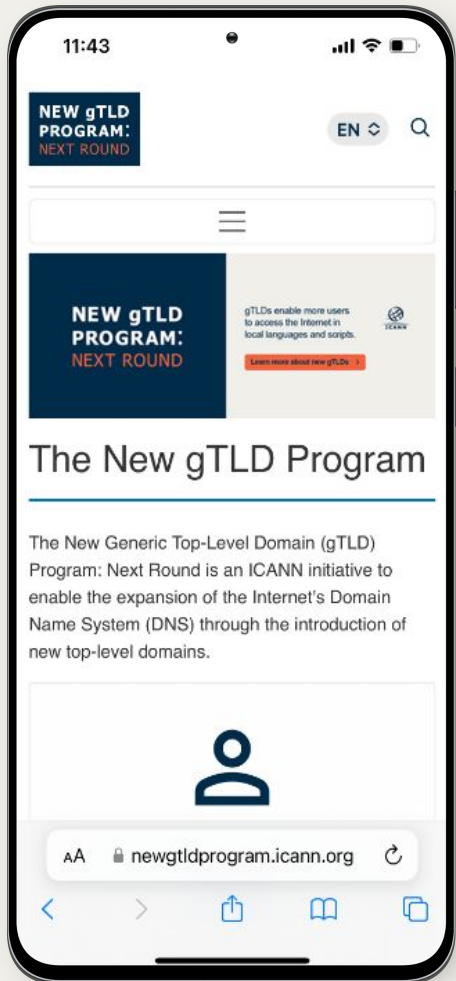 11:43
NEW gTLD
PROGRAM:
NEXT ROUND
EN
NEW gTLD
PROGRAM:
NEXT ROUND
gTLDs enable more users
to access the Internet in
local languages and scripts.
Learn more about new gTLDs >
ICANN
The New gTLD Program
The New Generic Top-Level Domain (gTLD)
Program: Next Round is an ICANN initiative to
enable the expansion of the Internet's Domain
Name System (DNS) through the introduction of
new top-level domains.
AA newgtldprogram.icann.org